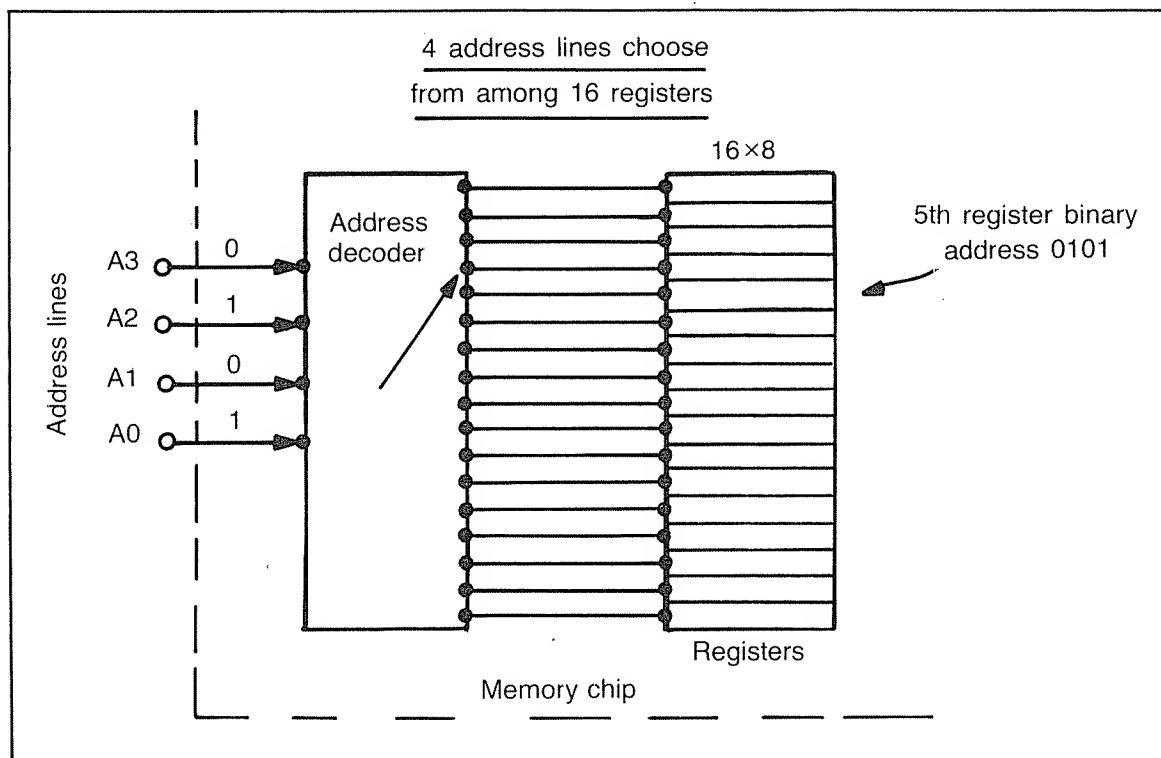 4 address lines choose
from among 16 registers
16×8
Address
decoder
5th register binary
address 0101
Address lines
A3
0
A2
1
A1
0
A0
1
Registers
Memory chip